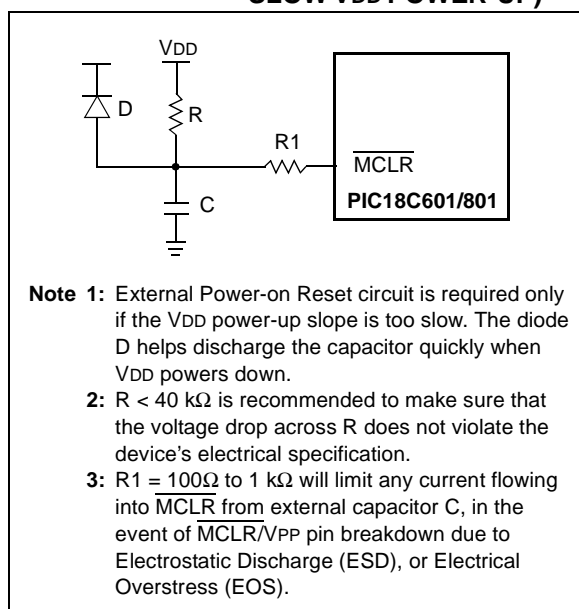 SLOW VDD POWER-UP)
VDD
D
R
R1
MCLR
C
PIC18C601/801
Note 1: External Power-on Reset circuit is required only
if the VDD power-up slope is too slow. The diode
D helps discharge the capacitor quickly when
VDD powers down.
2: R < 40 kΩ is recommended to make sure that
the voltage drop across R does not violate the
device's electrical specification.
3: R1 = 100Ω to 1 kΩ will limit any current flowing
into MCLR from external capacitor C, in the
event of MCLR/VPP pin breakdown due to
Electrostatic Discharge (ESD), or Electrical
Overstress (EOS).